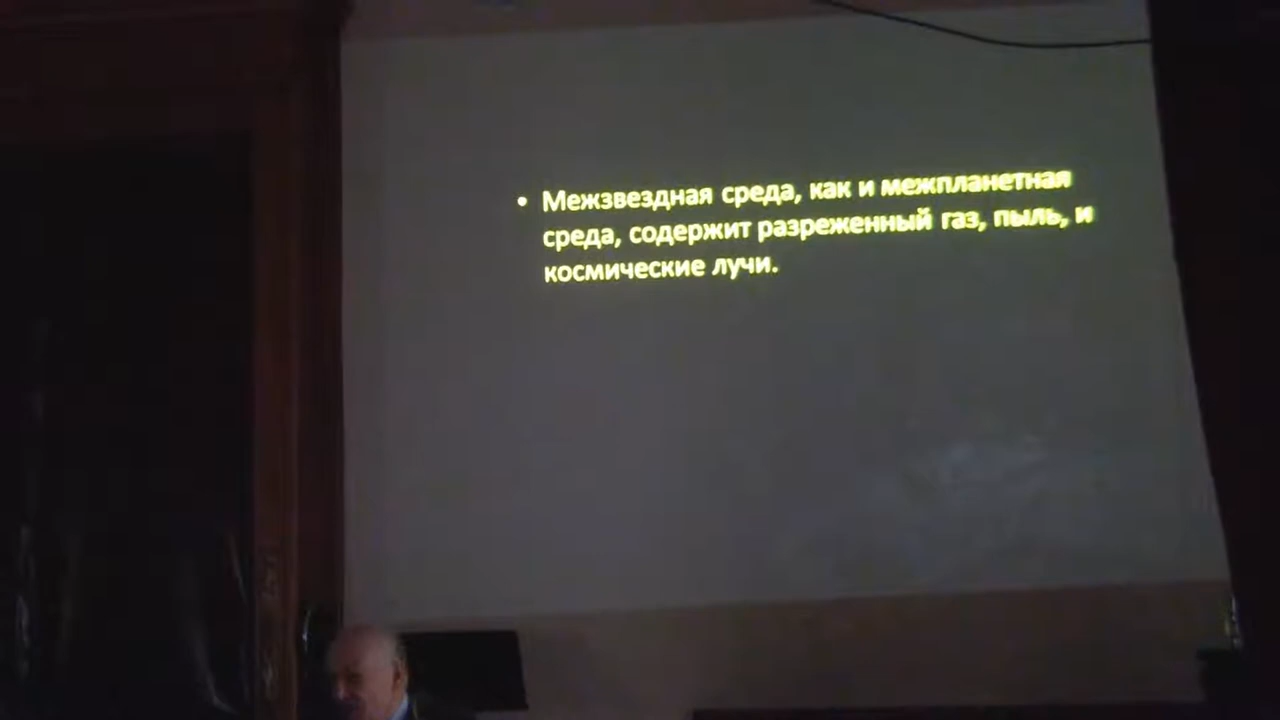 • Межзвездная среда, как и межпланетная
среда, содержит разреженный газ, пыль, и
космические лучи.